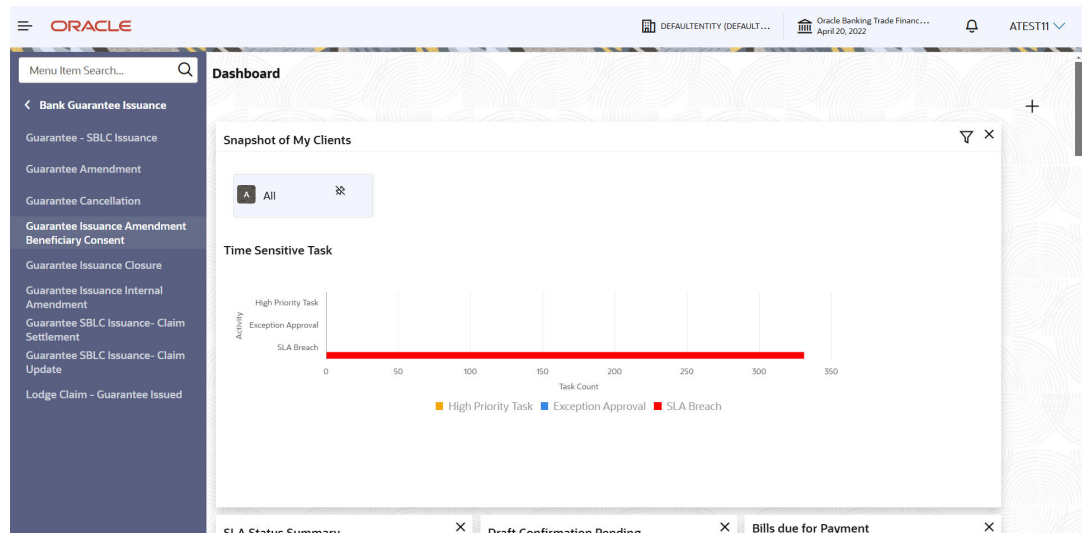 ORACLE
DEFAULTENTITY (DEFAULT...
Oracle Banking Trade Financ...
April 20, 2022
ATEST11
Menu Item Search...
Bank Guarantee Issuance
Guarantee - SBLC Issuance
Guarantee Amendment
Guarantee Cancellation
Guarantee Issuance Amendment
Beneficiary Consent
Guarantee Issuance Closure
Guarantee Issuance Internal
Amendment
Guarantee SBLC Issuance- Claim
Settlement
Guarantee SBLC Issuance- Claim
Update
Lodge Claim - Guarantee Issued
Dashboard
Snapshot of My Clients
A All
Time Sensitive Task
Activity
High Priority Task
Exception Approval
SLA Breach
0 50 100 150 200 250 300 350
Task Count
High Priority Task Exception Approval SLA Breach
SLA Status Summary
Draft Confirmation Pending
Bills due for Payment